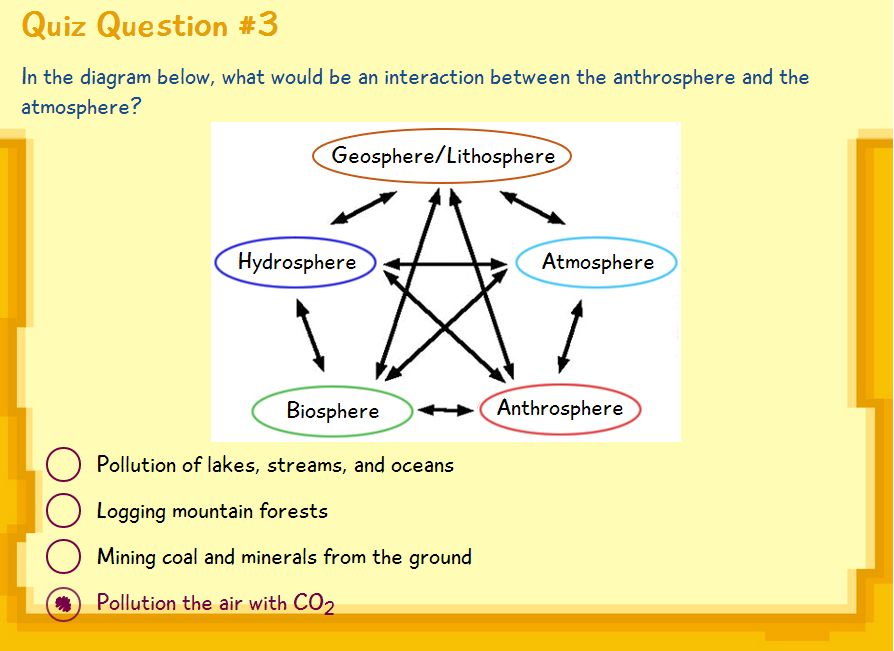 Quiz Question #3
In the diagram below, what would be an interaction between the anthrosphere and the
atmosphere?
Geosphere/Lithosphere
Hydrosphere
Atmosphere
Biosphere
Anthrosphere
Pollution of lakes, streams, and oceans
Logging mountain forests
Mining coal and minerals from the ground
Pollution the air with CO₂